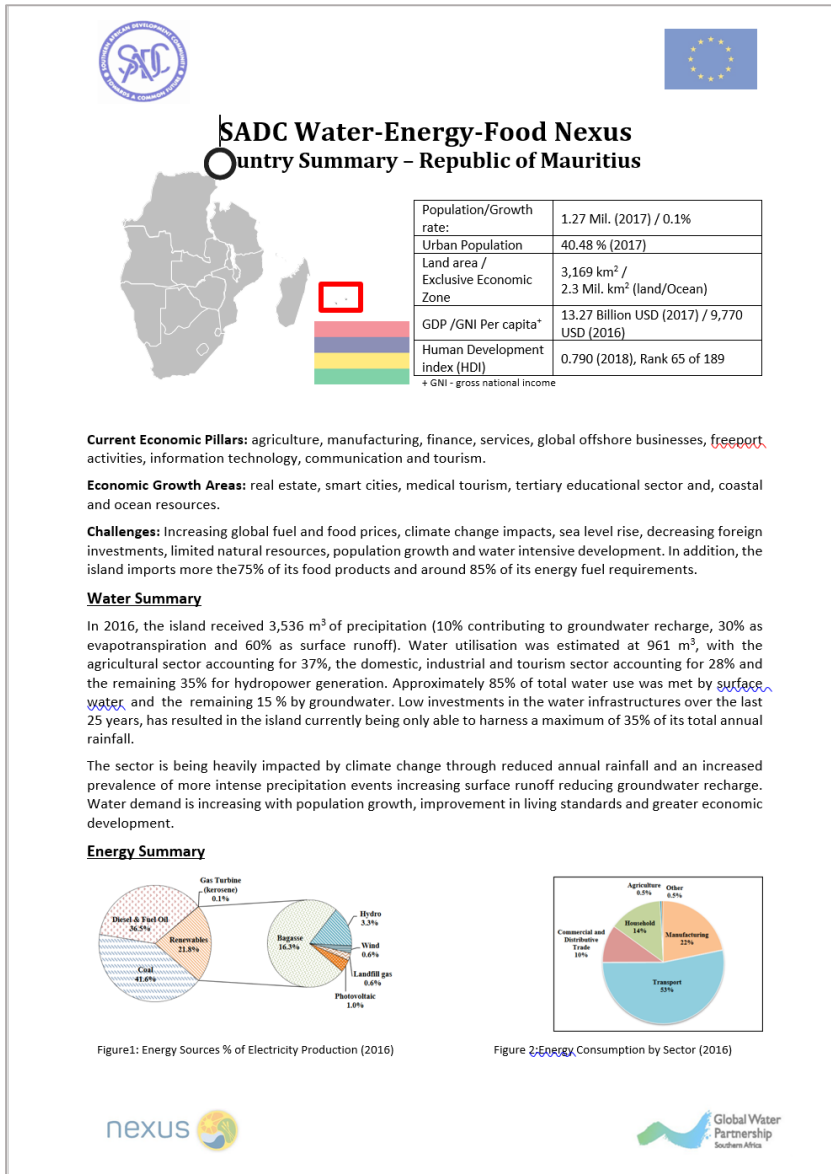 SOUTHERN AFRICAN DEVELOPMENT COMMUNITY
SADC
TOWARDS A COMMON FUTURE
SADC Water-Energy-Food Nexus
Country Summary – Republic of Mauritius
Population/Growth rate: 1.27 Mil. (2017) / 0.1%
Urban Population 40.48 % (2017)
Land area / Exclusive Economic Zone 3,169 km² / 2.3 Mil. km² (land/Ocean)
GDP /GNI Per capita⁺ 13.27 Billion USD (2017) / 9,770 USD (2016)
Human Development index (HDI) 0.790 (2018), Rank 65 of 189
+ GNI - gross national income
Current Economic Pillars: agriculture, manufacturing, finance, services, global offshore businesses, freeport
activities, information technology, communication and tourism.
Economic Growth Areas: real estate, smart cities, medical tourism, tertiary educational sector and, coastal
and ocean resources.
Challenges: Increasing global fuel and food prices, climate change impacts, sea level rise, decreasing foreign
investments, limited natural resources, population growth and water intensive development. In addition, the
island imports more the75% of its food products and around 85% of its energy fuel requirements.
Water Summary
In 2016, the island received 3,536 m³ of precipitation (10% contributing to groundwater recharge, 30% as
evapotranspiration and 60% as surface runoff). Water utilisation was estimated at 961 m³, with the
agricultural sector accounting for 37%, the domestic, industrial and tourism sector accounting for 28% and
the remaining 35% for hydropower generation. Approximately 85% of total water use was met by surface
water and the remaining 15 % by groundwater. Low investments in the water infrastructures over the last
25 years, has resulted in the island currently being only able to harness a maximum of 35% of its total annual
rainfall.
The sector is being heavily impacted by climate change through reduced annual rainfall and an increased
prevalence of more intense precipitation events increasing surface runoff reducing groundwater recharge.
Water demand is increasing with population growth, improvement in living standards and greater economic
development.
Energy Summary
Gas Turbine
(kerosene)
0.1%
Diesel & Fuel Oil
36.5%
Renewables
21.8%
Coal
41.6%
Bagasse
16.3%
Hydro
3.3%
Wind
0.6%
Landfill gas
0.6%
Photovoltaic
1.0%
Agriculture
0.5%
Other
0.5%
Household
14%
Manufacturing
22%
Commercial and
Distributive
Trade
10%
Transport
53%
Figure1: Energy Sources % of Electricity Production (2016)
Figure 2:Energy Consumption by Sector (2016)
nexus
Global Water
Partnership
Southern Africa